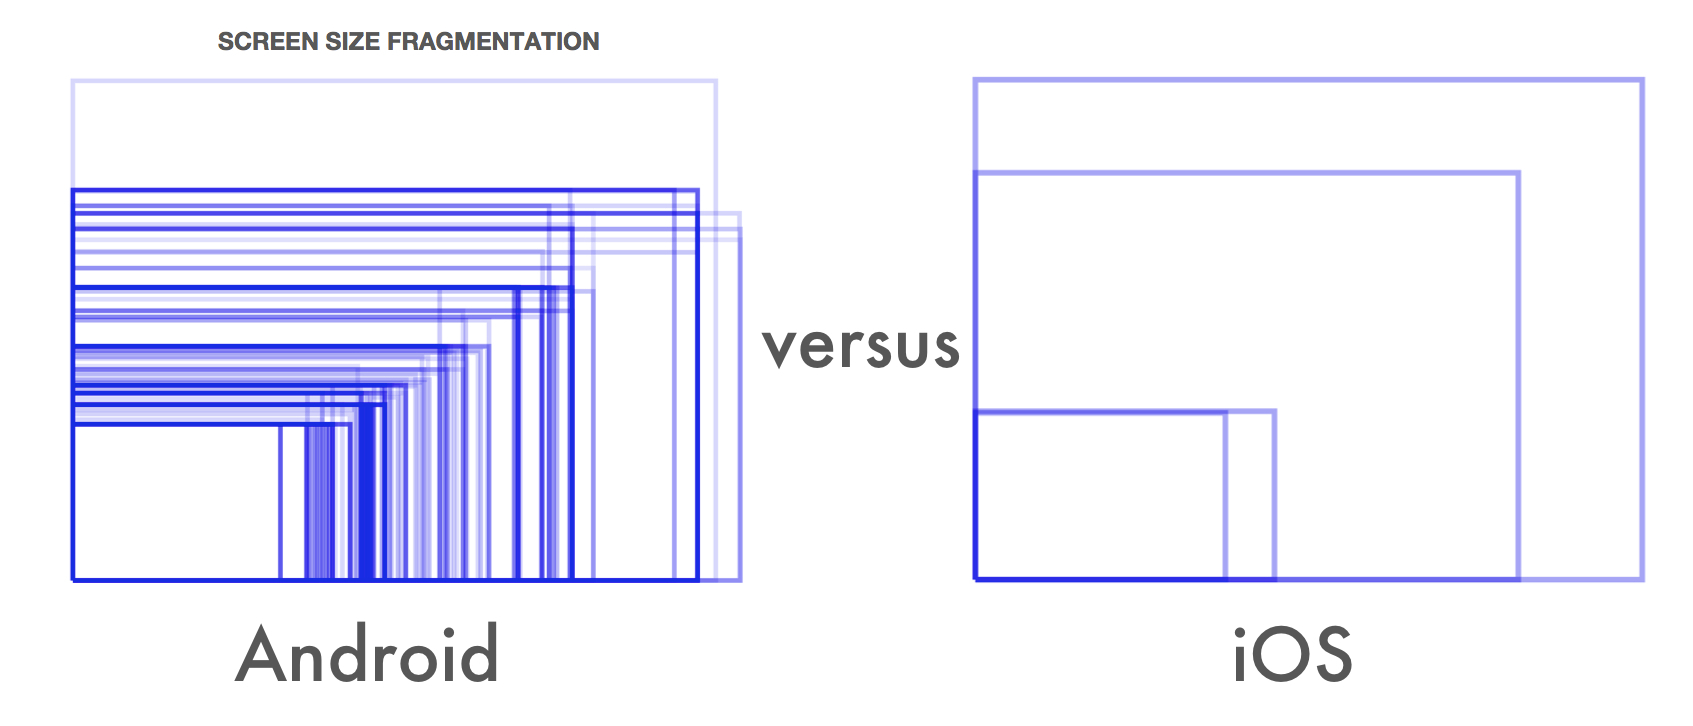 SCREEN SIZE FRAGMENTATION
versus
Android
iOS